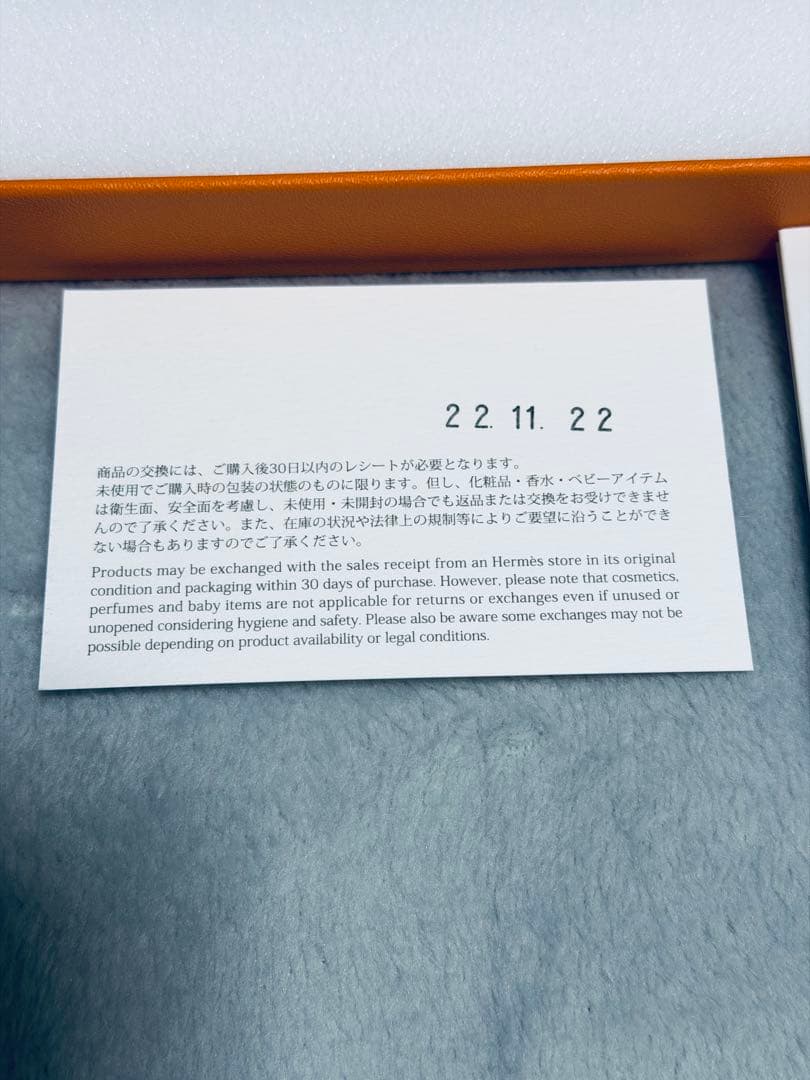 22.11.22
商品の交換には、ご購入後30日以内のレシートが必要となります。
未使用でご購入時の包装の状態のものに限ります。但し、化粧品・香水・ベビーアイテム
は衛生面、安全面を考慮し、未使用・未開封の場合でも返品または交換をお受けできませ
んので了承ください。また、在庫の状況や法律上の規制等によりご要望に沿うことができ
ない場合もありますのでご了承ください。
Products may be exchanged with the sales receipt from an Hermès store in its original
condition and packaging within 30 days of purchase. However, please note that cosmetics,
perfumes and baby items are not applicable for returns or exchanges even if unused or
unopened considering hygiene and safety. Please also be aware some exchanges may not be
possible depending on product availability or legal conditions.